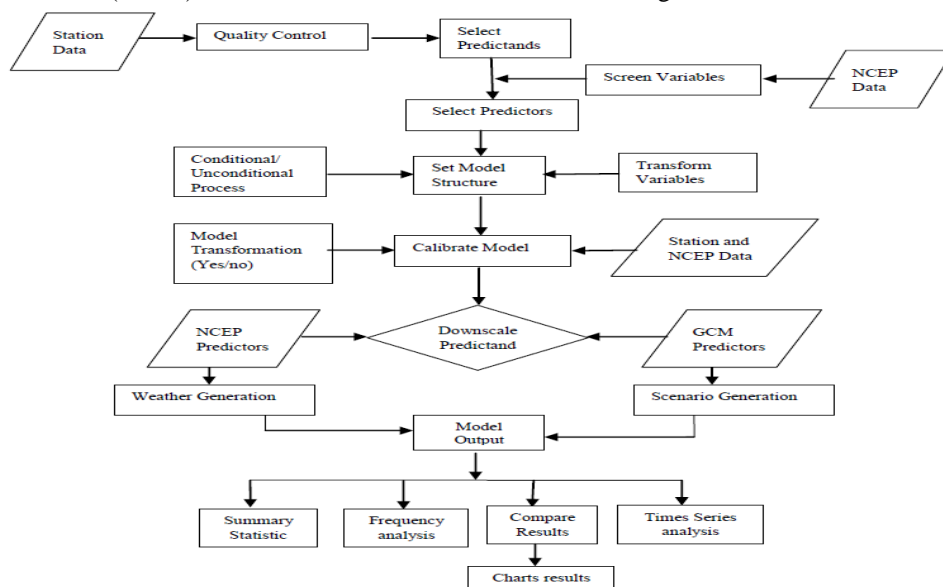 Station
Data
Quality Control
Select
Predictands
Screen Variables
NCEP
Data
Select Predictors
Conditional/
Unconditional
Process
Set Model
Structure
Transform
Variables
Model
Transformation
(Yes/no)
Calibrate Model
Station and
NCEP Data
NCEP
Predictors
Downscale
Predictand
GCM
Predictors
Weather Generation
Scenario Generation
Model
Output
Summary
Statistic
Frequency
analysis
Compare
Results
Times Series
analysis
Charts results